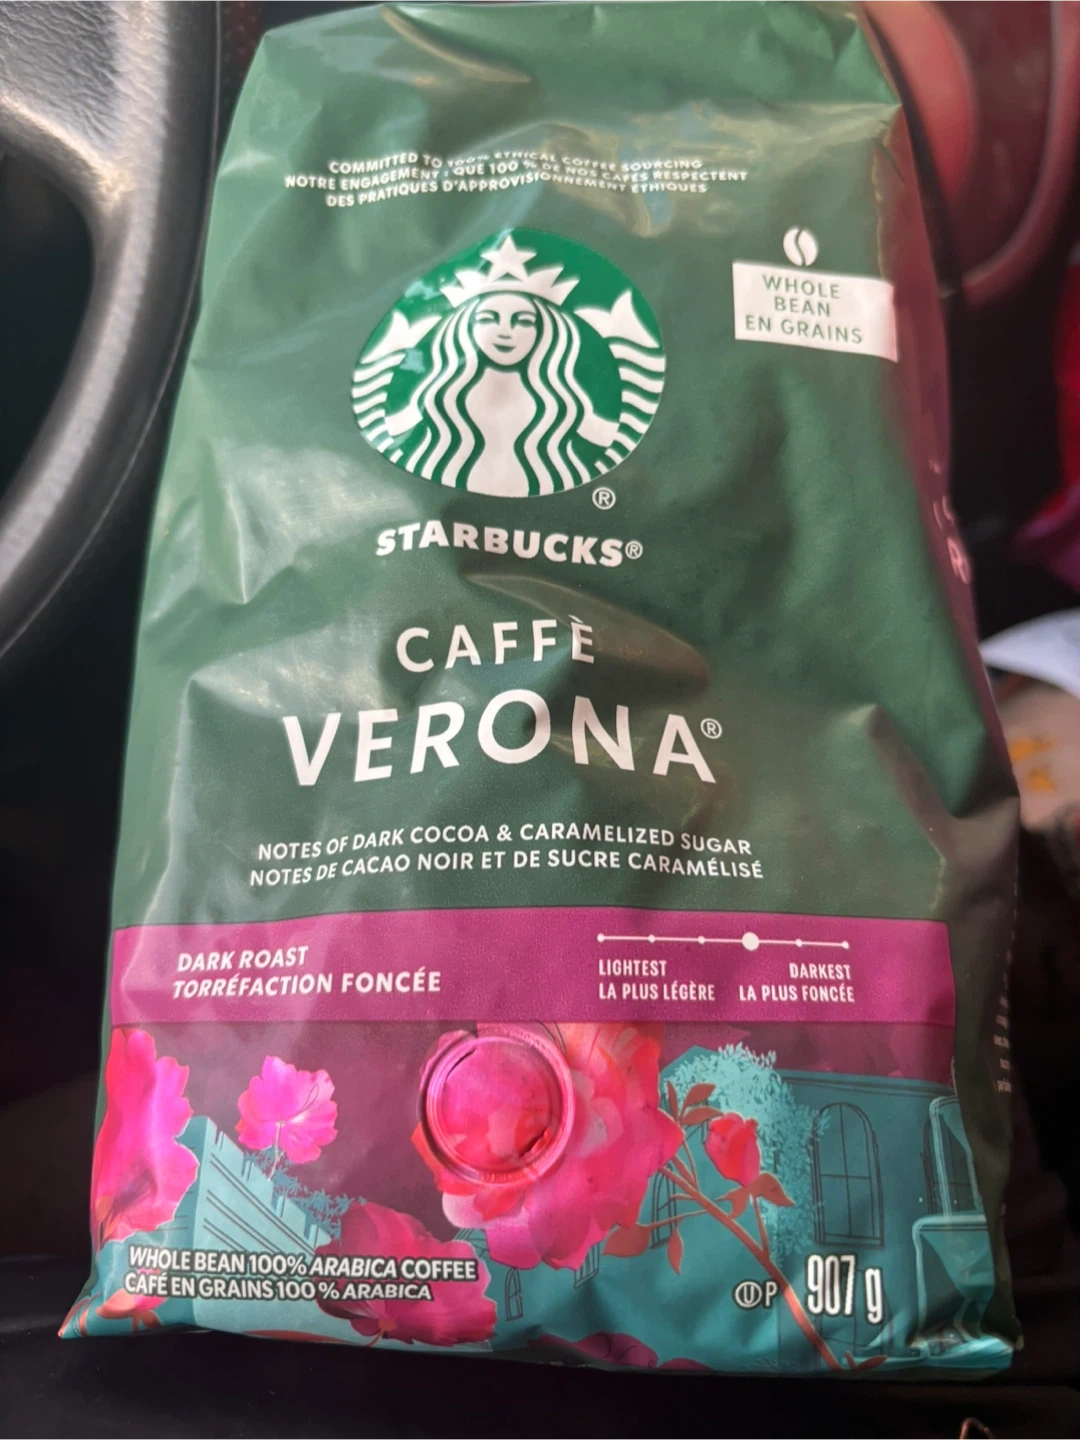 COMMITTED TO 100% ETHICAL COFFEE SOURCING
NOTRE ENGAGEMENT : QUE 100 % DE NOS CAFÉS RESPECTENT
DES PRATIQUES D'APPROVISIONNEMENT ÉTHIQUES
WHOLE
BEAN
EN GRAINS
®
STARBUCKS®
CAFFÈ
VERONA®
NOTES OF DARK COCOA & CARAMELIZED SUGAR
NOTES DE CACAO NOIR ET DE SUCRE CARAMÉLISÉ
DARK ROAST
TORRÉFACTION FONCÉE
LIGHTEST
LA PLUS LÉGÈRE
DARKEST
LA PLUS FONCÉE
WHOLE BEAN 100% ARABICA COFFEE
CAFÉ EN GRAINS 100 % ARABICA
ⓊP
907 g